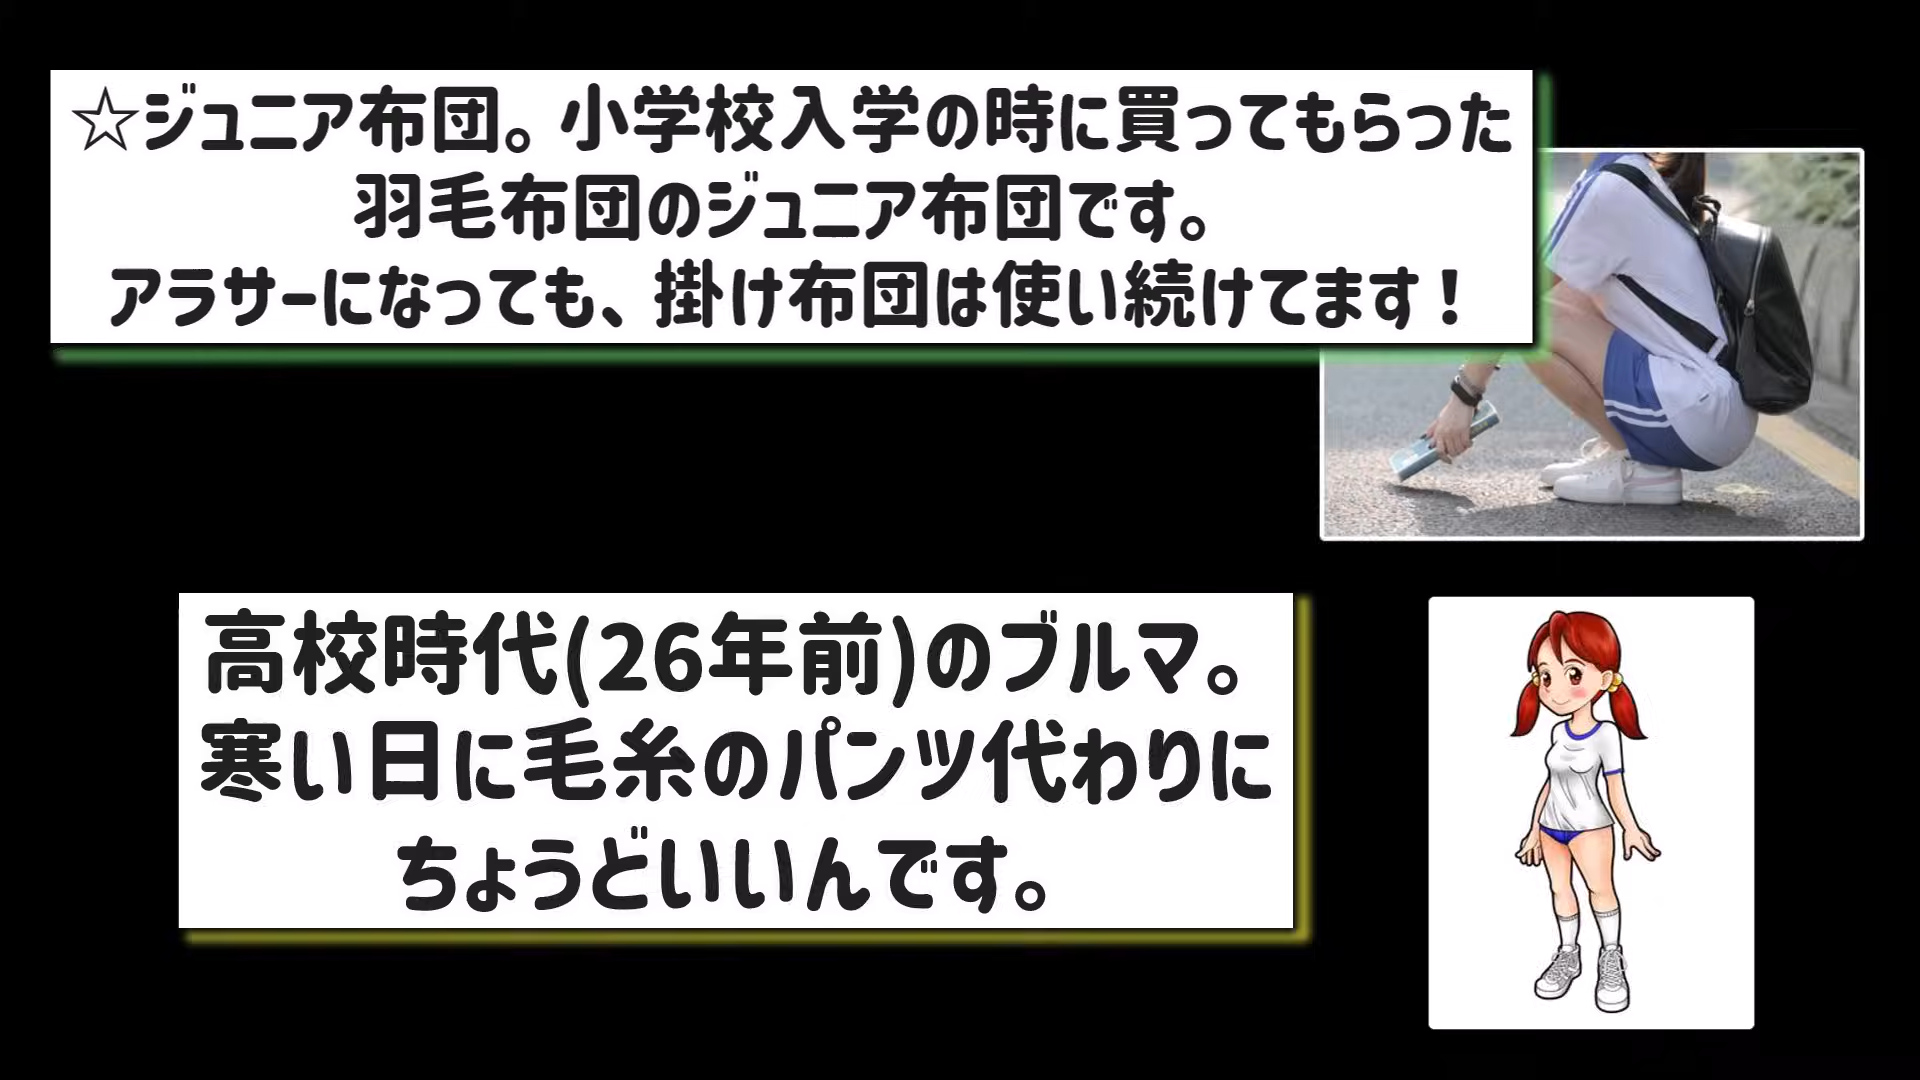 ☆ジュニア布団。小学校入学の時に買ってもらった
羽毛布団のジュニア布団です。
アラサーになっても、掛け布団は使い続けてます！
高校時代(26年前)のブルマ。
寒い日に毛糸のパンツ代わりに
ちょうどいいんです。